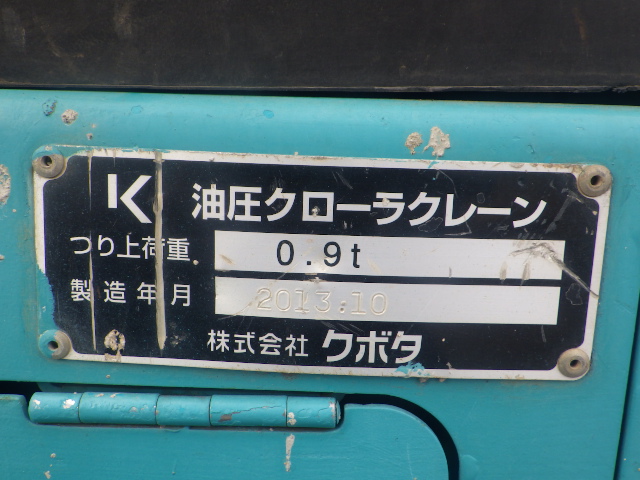 K 油圧クローラクレーン
つり上荷重 0.9t
製造年月 2013.10
株式会社 クボタ